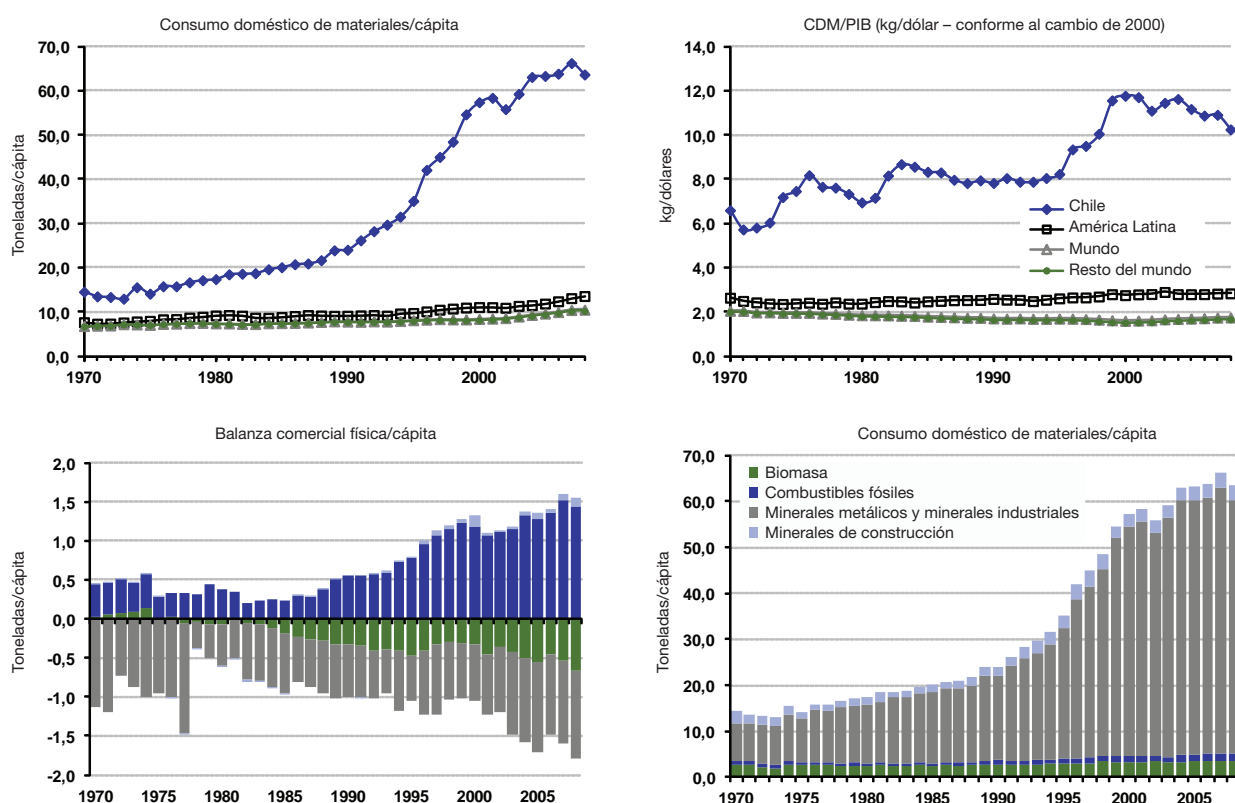 Consumo doméstico de materiales/cápita
70,0
60,0
50,0
40,0
30,0
20,0
10,0
0,0
Toneladas/cápita
1970 1980 1990 2000
CDM/PIB (kg/dólar – conforme al cambio de 2000)
14,0
12,0
10,0
8,0
6,0
4,0
2,0
0,0
kg/dólares
Chile
América Latina
Mundo
Resto del mundo
1970 1980 1990 2000
Balanza comercial física/cápita
2,0
1,5
1,0
0,5
0,0
-0,5
-1,0
-1,5
-2,0
Toneladas/cápita
1970 1975 1980 1985 1990 1995 2000 2005
Consumo doméstico de materiales/cápita
70,0
60,0
50,0
40,0
30,0
20,0
10,0
0,0
Toneladas/cápita
Biomasa
Combustibles fósiles
Minerales metálicos y minerales industriales
Minerales de construcción
1970 1975 1980 1985 1990 1995 2000 2005